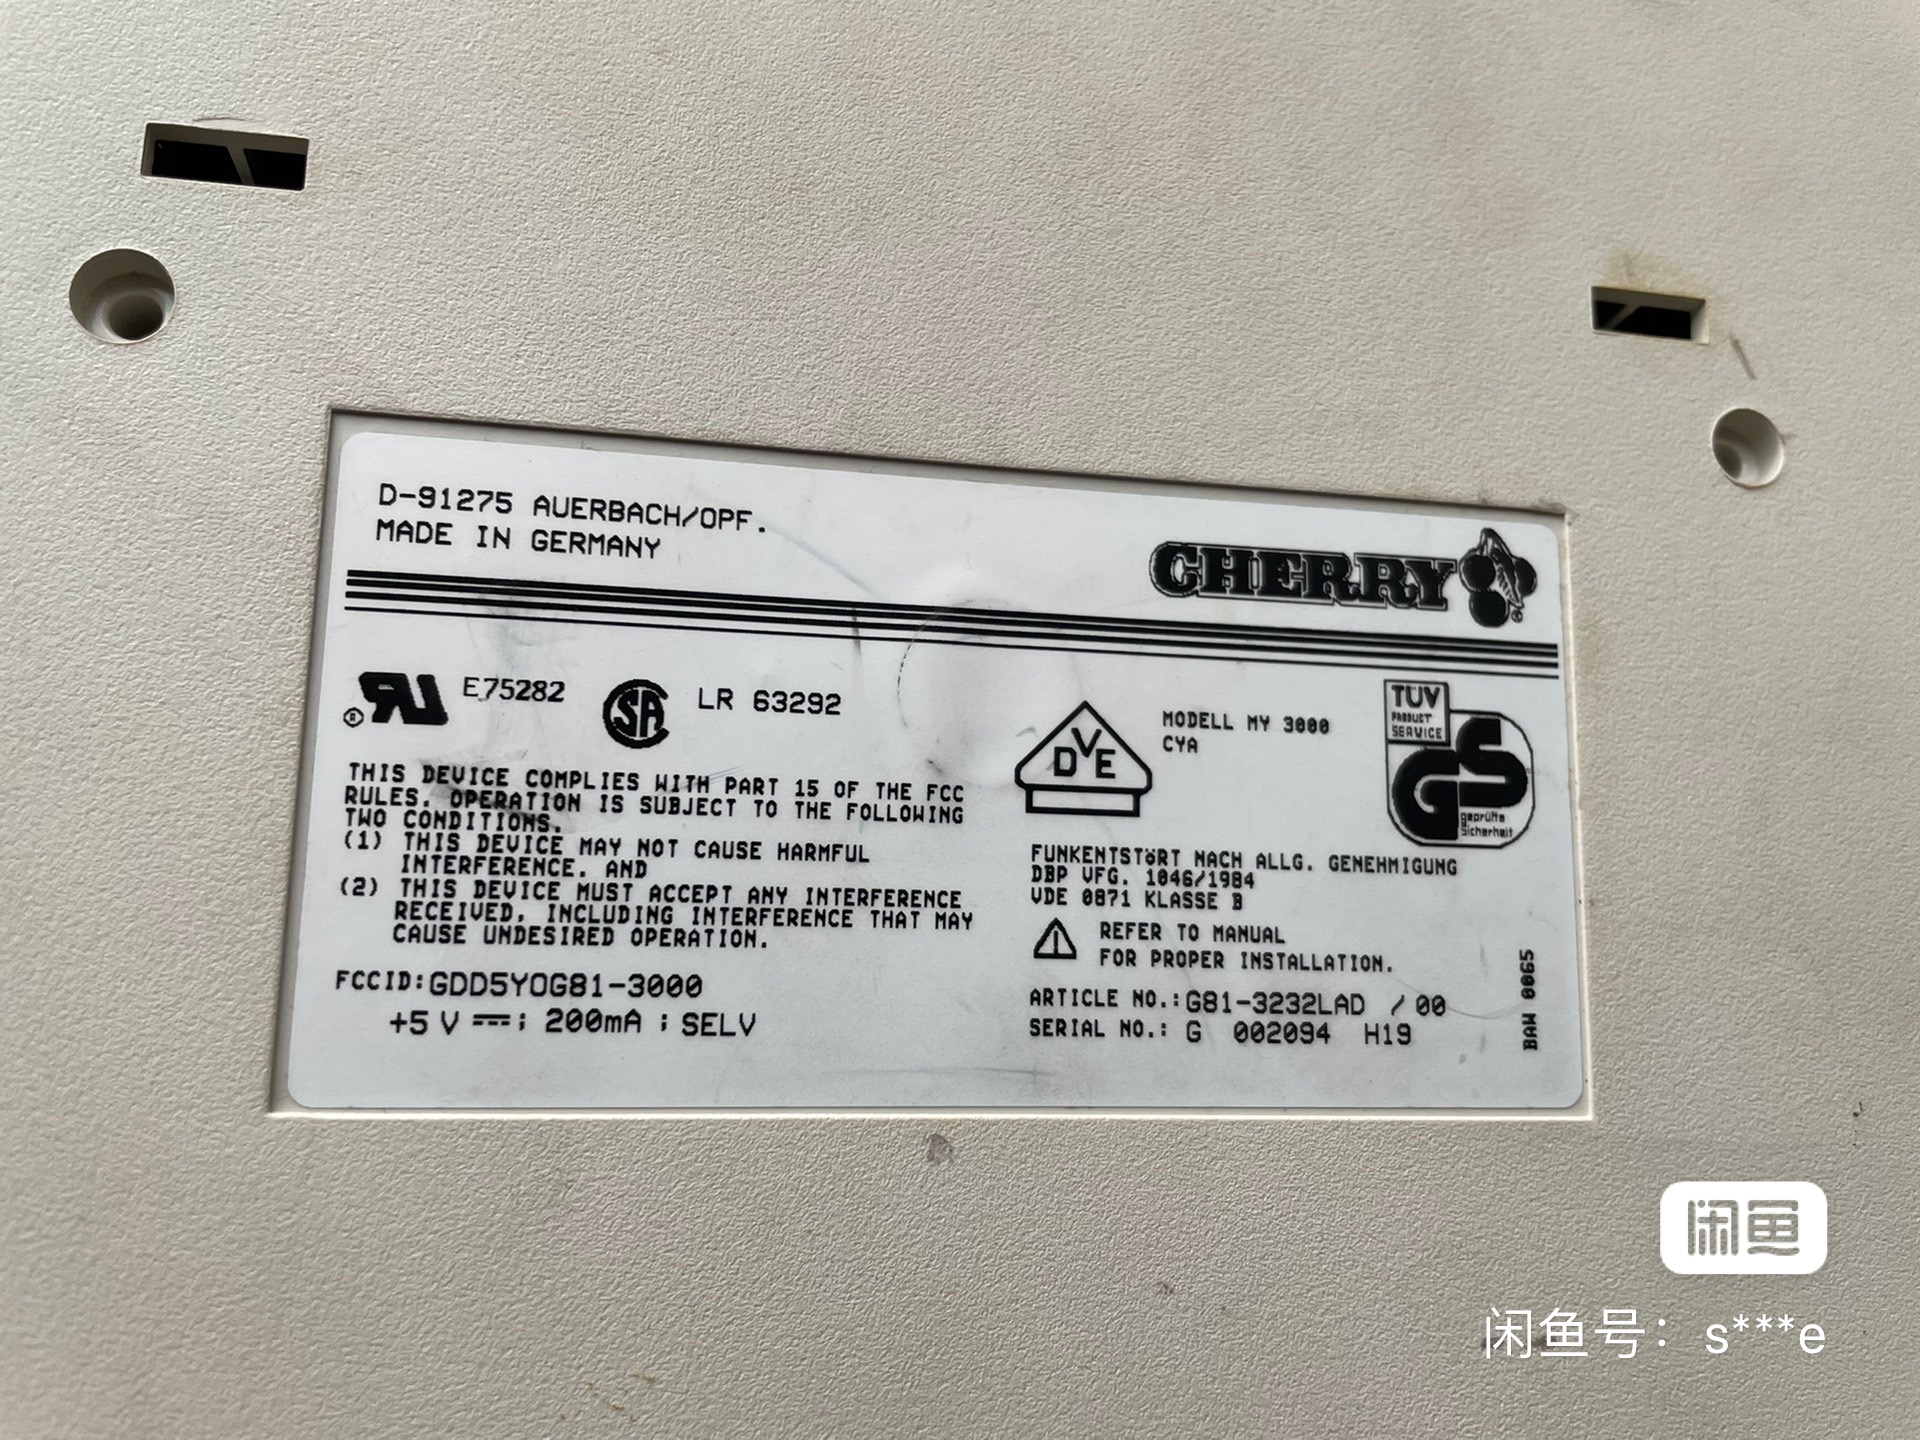 D-91275 AUERBACH/OPF.
MADE IN GERMANY
CHERRY
®
® RU E75282
SA LR 63292
DVE
MODELL MY 3000
CYA
TÜV
PRODUCT
SERVICE
GS
geprüfte
Sicherheit
THIS DEVICE COMPLIES WITH PART 15 OF THE FCC
RULES. OPERATION IS SUBJECT TO THE FOLLOWING
TWO CONDITIONS.
(1) THIS DEVICE MAY NOT CAUSE HARMFUL
INTERFERENCE. AND
(2) THIS DEVICE MUST ACCEPT ANY INTERFERENCE
RECEIVED, INCLUDING INTERFERENCE THAT MAY
CAUSE UNDESIRED OPERATION.
FCCID:GDD5YOG81-3000
+5 V ⎓; 200mA ; SELV
FUNKENTSTöRT NACH ALLG. GENEHMIGUNG
DBP VFG. 1046/1984
VDE 0871 KLASSE B
REFER TO MANUAL
FOR PROPER INSTALLATION.
ARTICLE NO.:G81-3232LAD / 00
SERIAL NO.: G 002094 H19
BAW 0065
闲鱼
闲鱼号：s***e